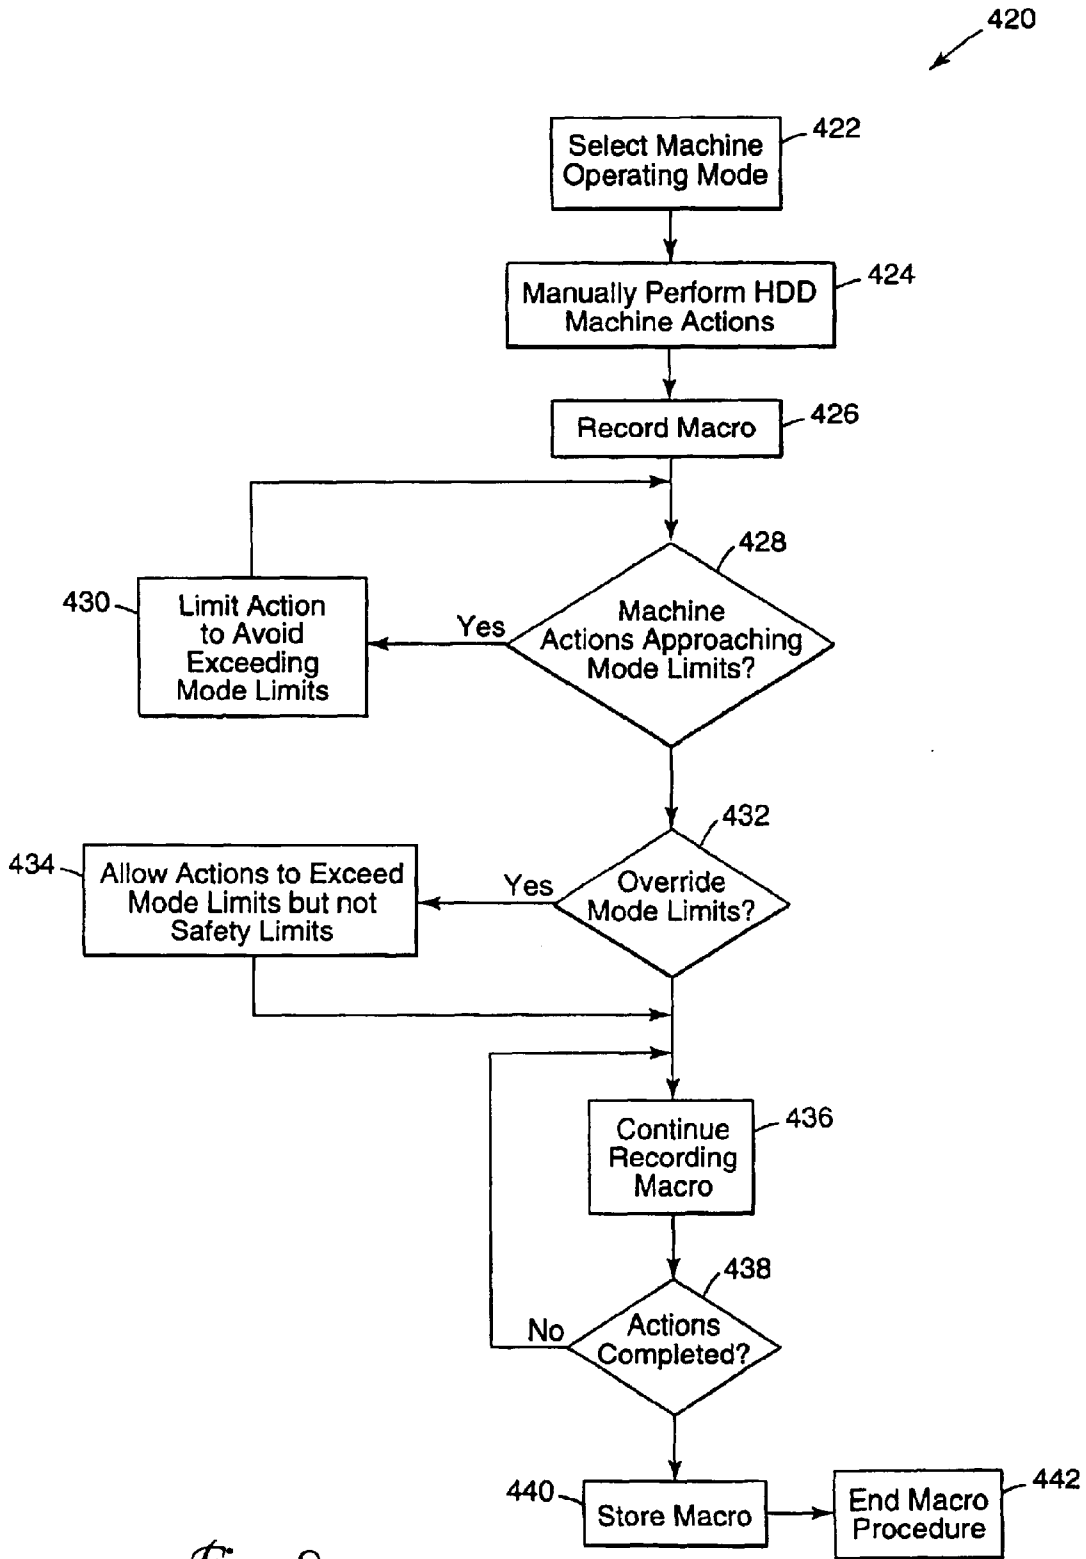 420
Select Machine
Operating Mode
422
Manually Perform HDD
Machine Actions
424
Record Macro
426
428
Machine
Actions Approaching
Mode Limits?
Yes
430
Limit Action
to Avoid
Exceeding
Mode Limits
432
Override
Mode Limits?
Yes
434
Allow Actions to Exceed
Mode Limits but not
Safety Limits
Continue
Recording
Macro
436
438
Actions
Completed?
No
440
Store Macro
End Macro
Procedure
442